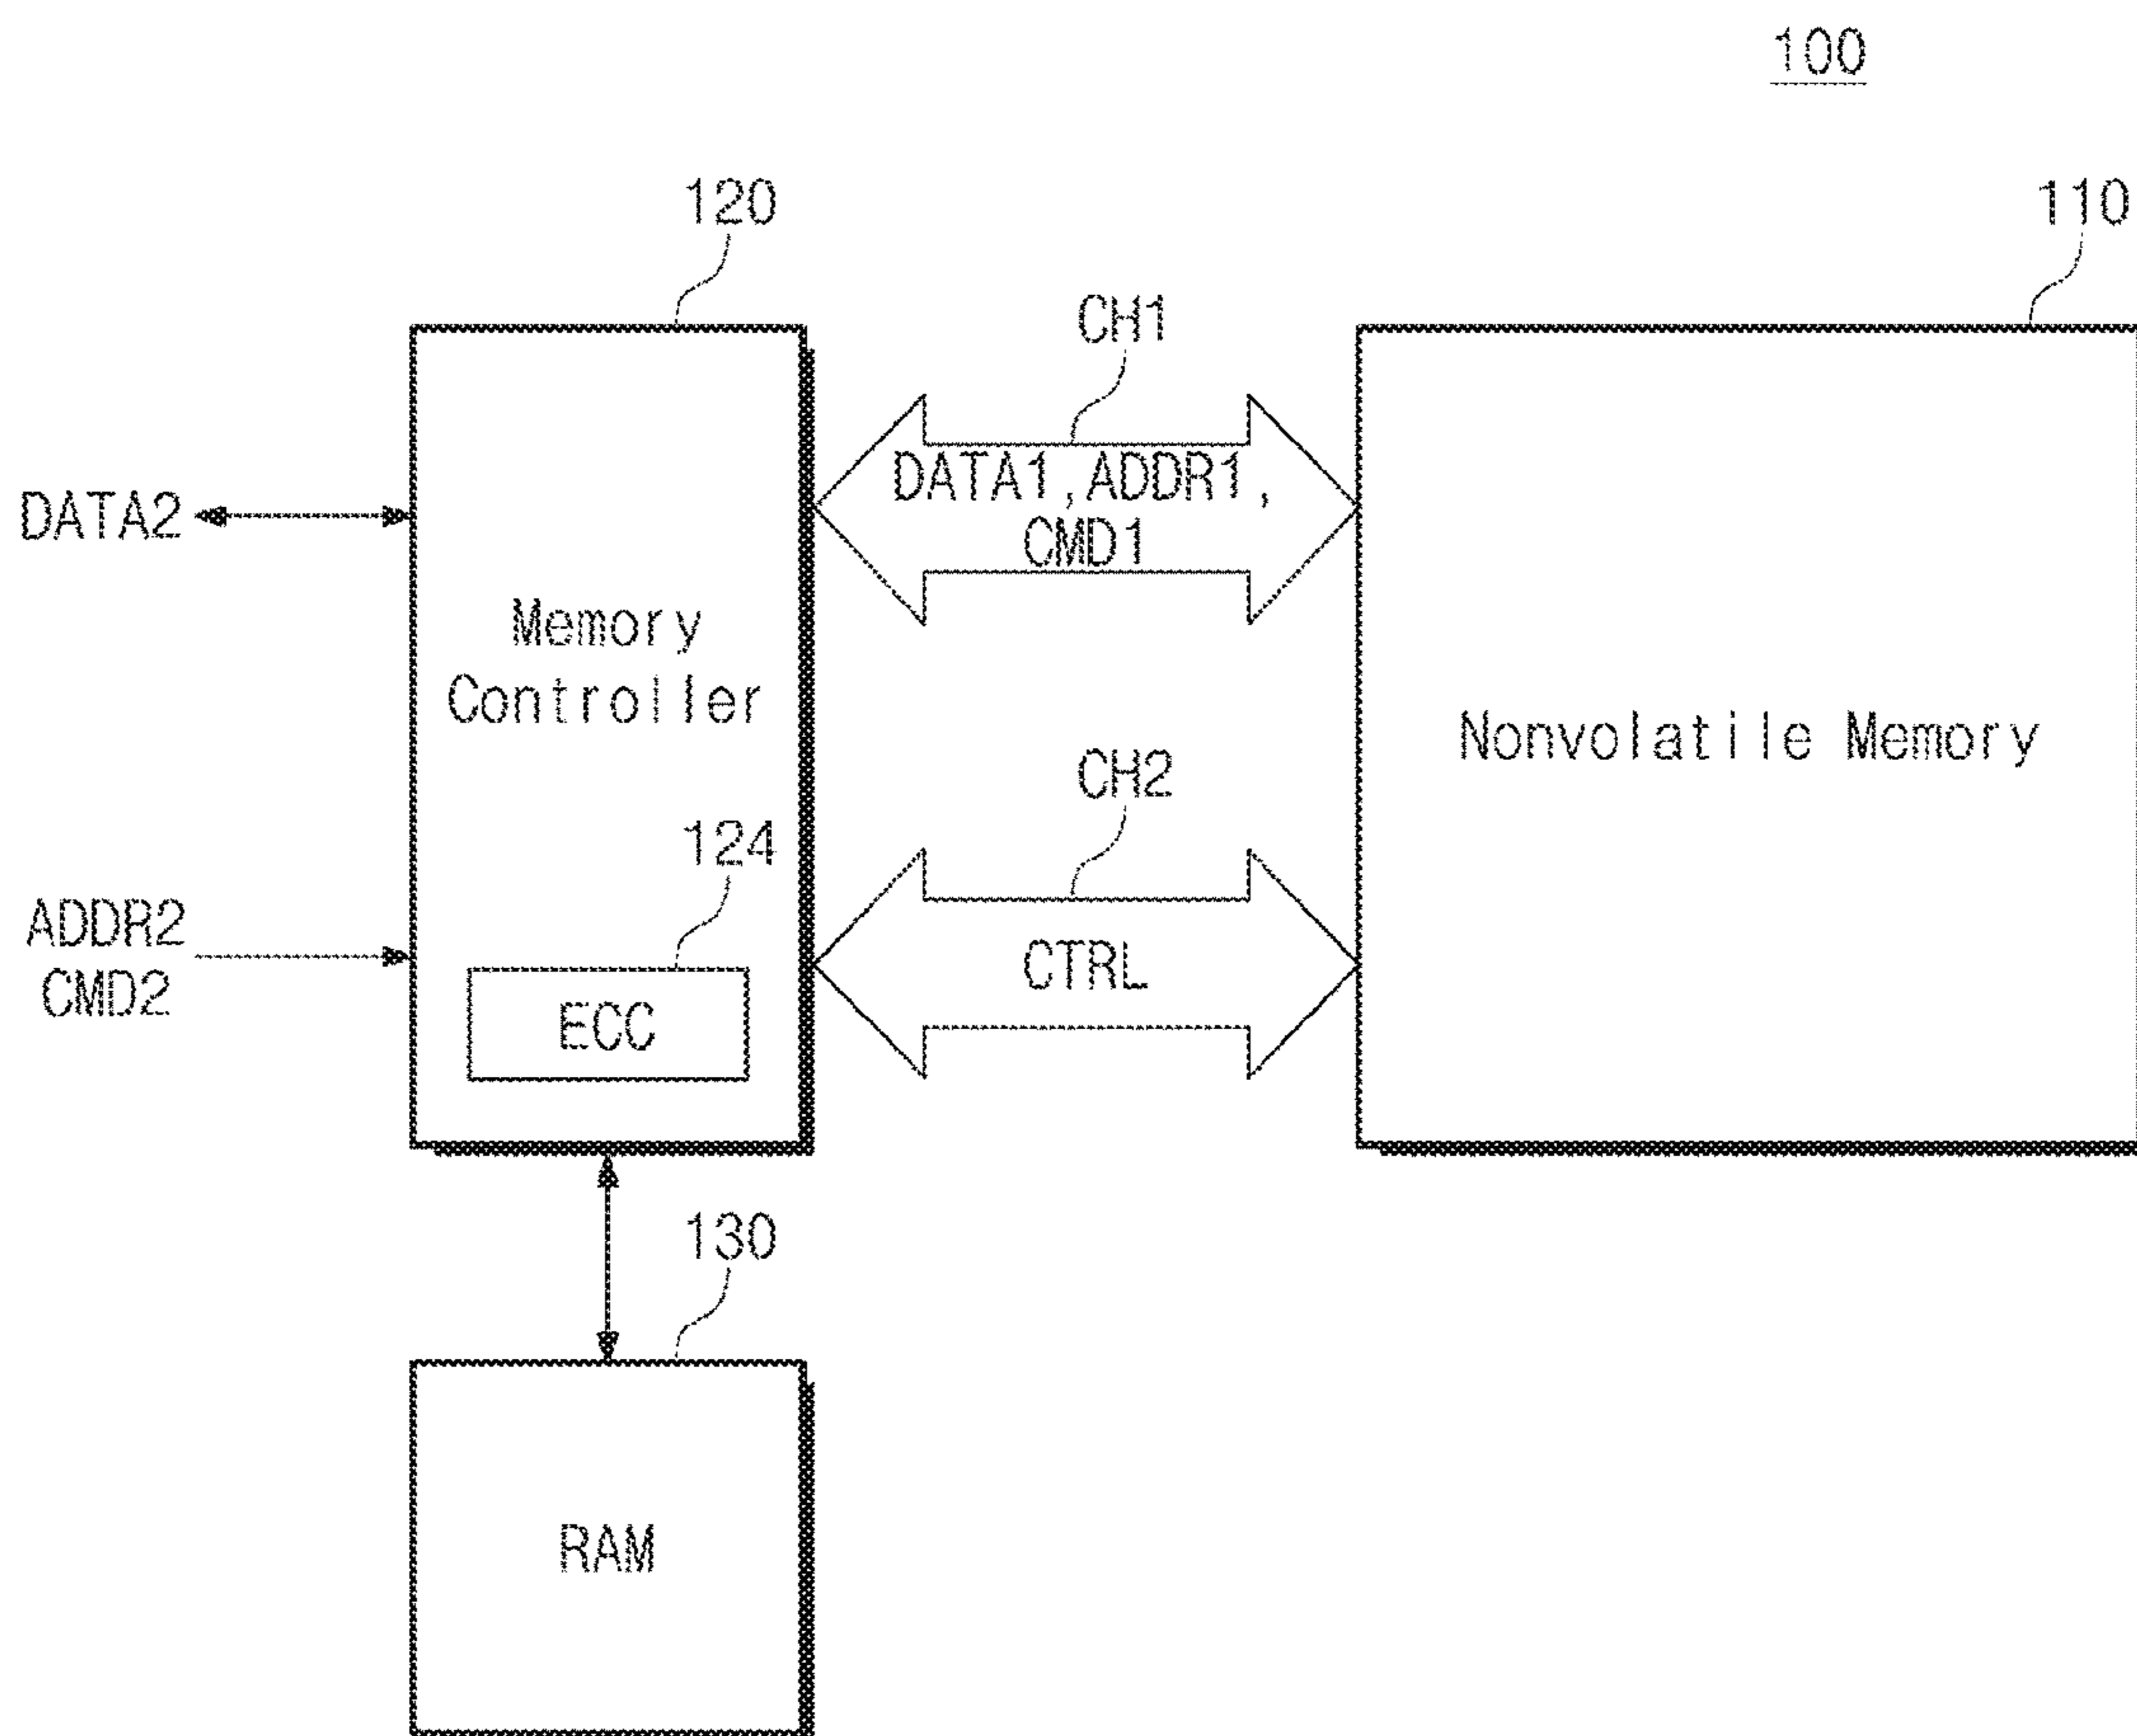 100
120
110
CH1
DATA1,ADDR1,
CMD1
DATA2
Memory
Controller
Nonvolatile Memory
CH2
124
ADDR2
CMD2
CTRL
ECC
130
RAM